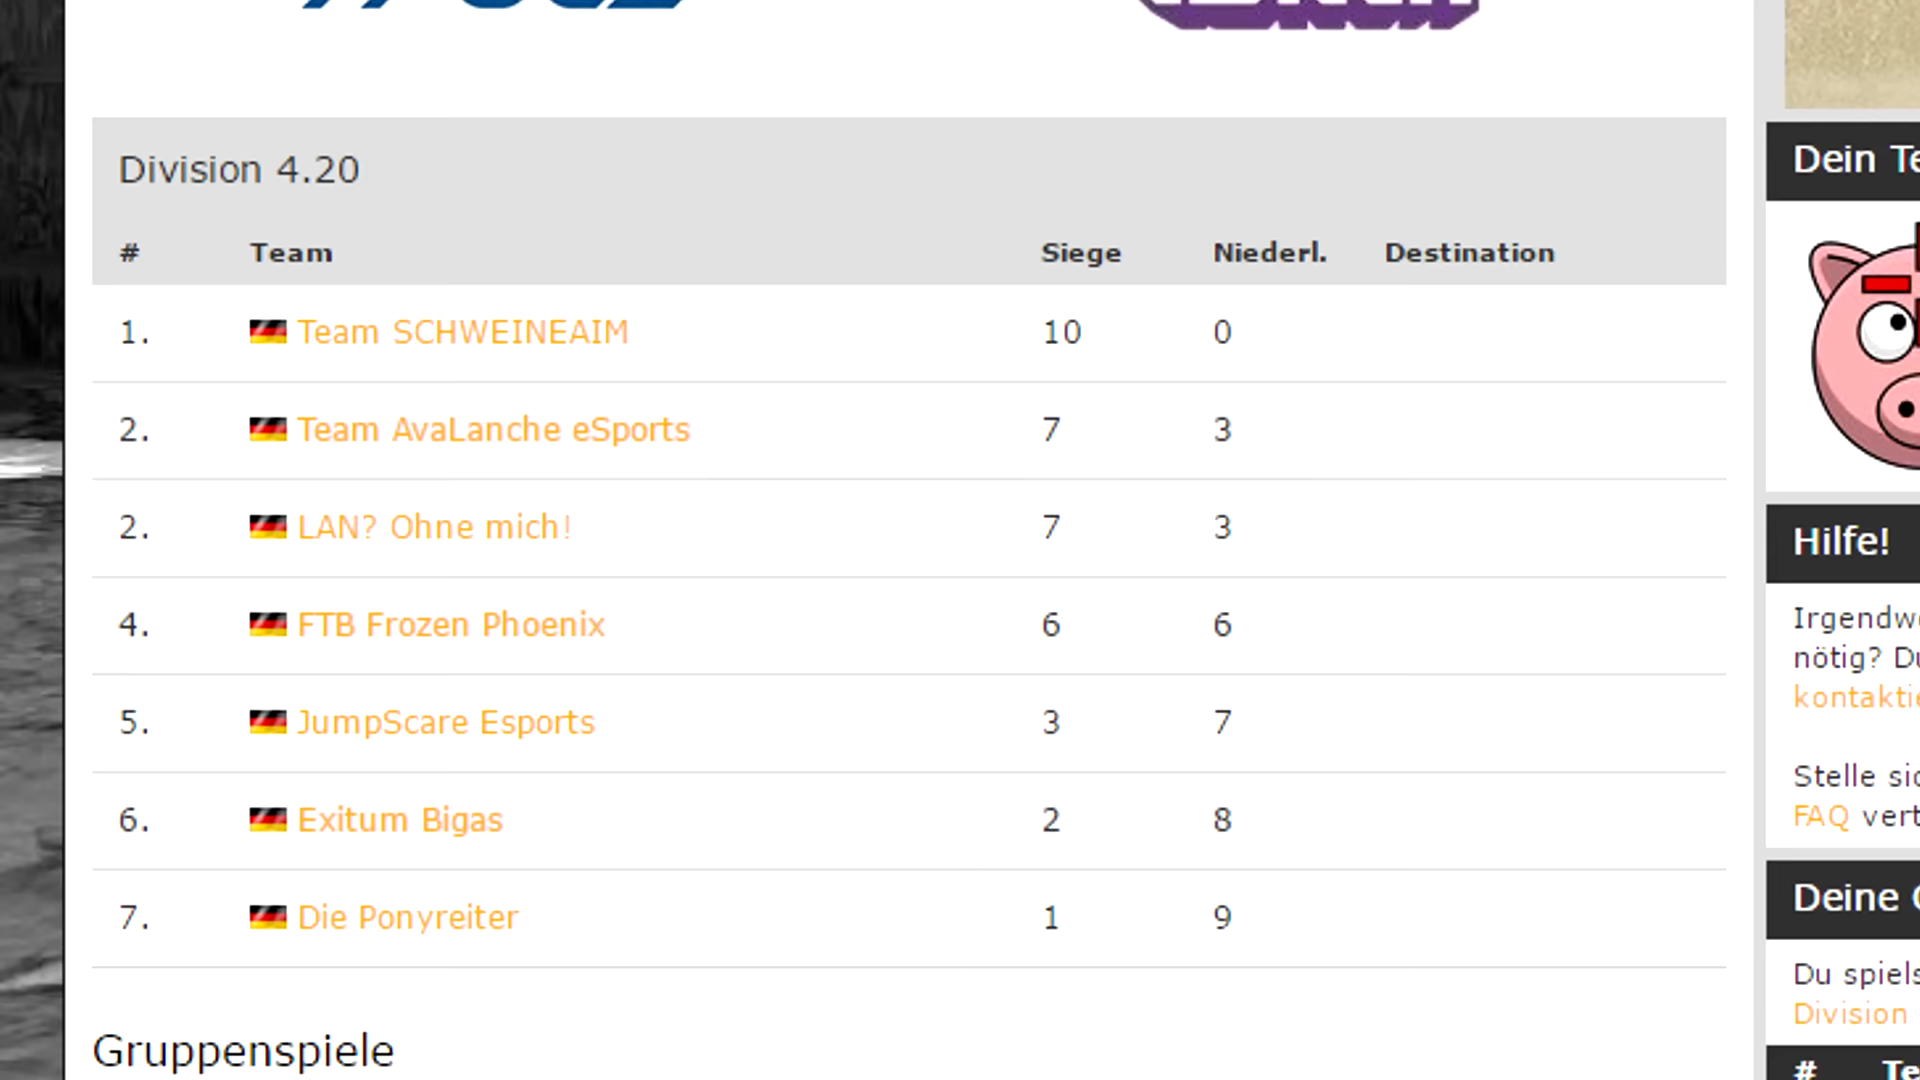 Division 4.20
# Team Siege Niederl. Destination
1. Team SCHWEINEAIM 10 0
2. Team AvaLanche eSports 7 3
2. LAN? Ohne mich! 7 3
4. FTB Frozen Phoenix 6 6
5. JumpScare Esports 3 7
6. Exitum Bigas 2 8
7. Die Ponyreiter 1 9
Gruppenspiele
Dein
Hilfe!
nötig?
Stelle
FAQ
Deine
Du
Division
#